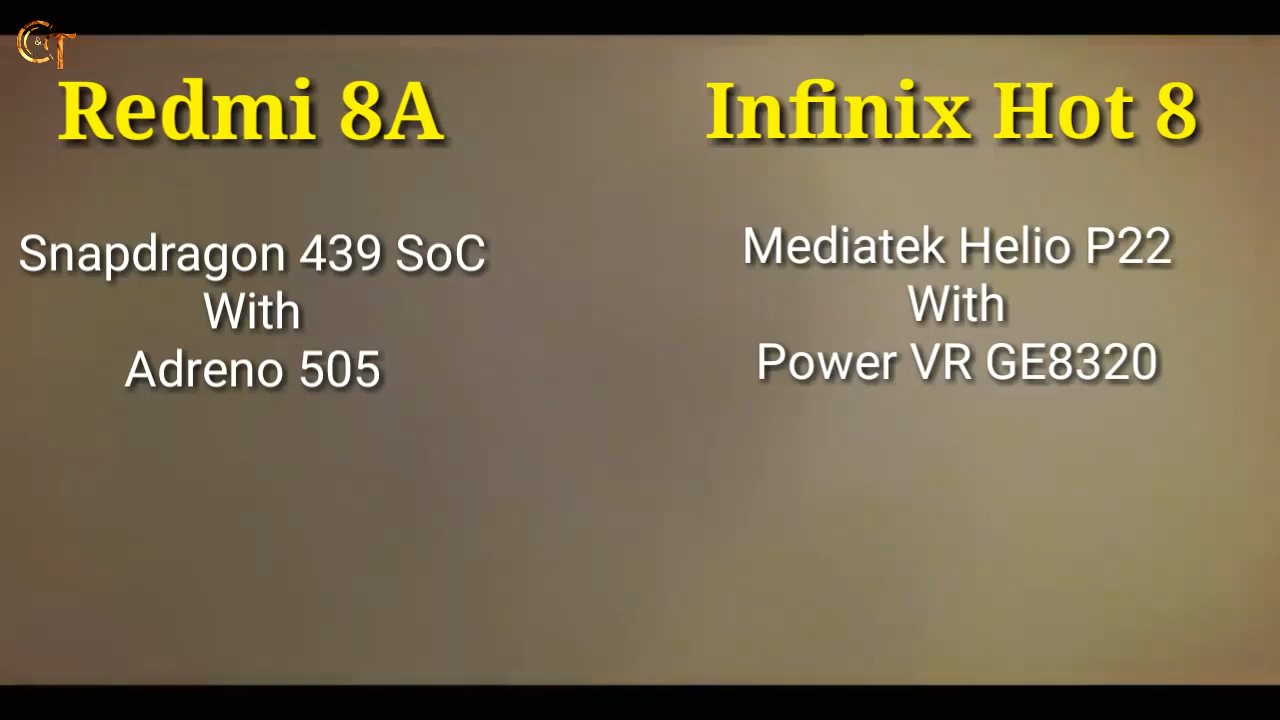 C&T
Redmi 8A
Snapdragon 439 SoC
With
Adreno 505
Infinix Hot 8
Mediatek Helio P22
With
Power VR GE8320